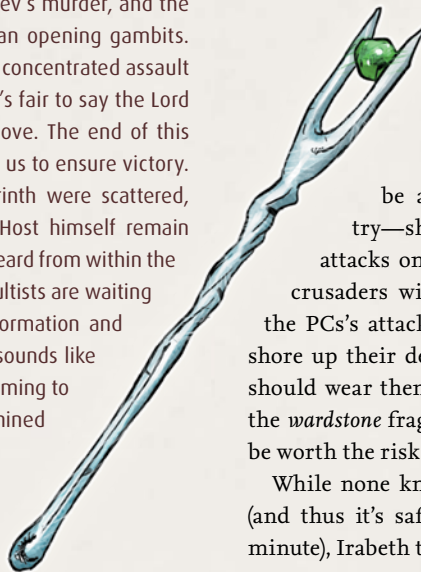 ev's murder, and the
an opening gambits.
concentrated assault
's fair to say the Lord
ove. The end of this
us to ensure victory.
rinth were scattered,
Host himself remain
eard from within the
ultists are waiting
ormation and
sounds like
ming to
nined
be a
try—sh
attacks on
crusaders wi
the PCs's attack
shore up their de
should wear then
the wardstone frag
be worth the risk
While none kn
(and thus it's saf
minute), Irabeth t